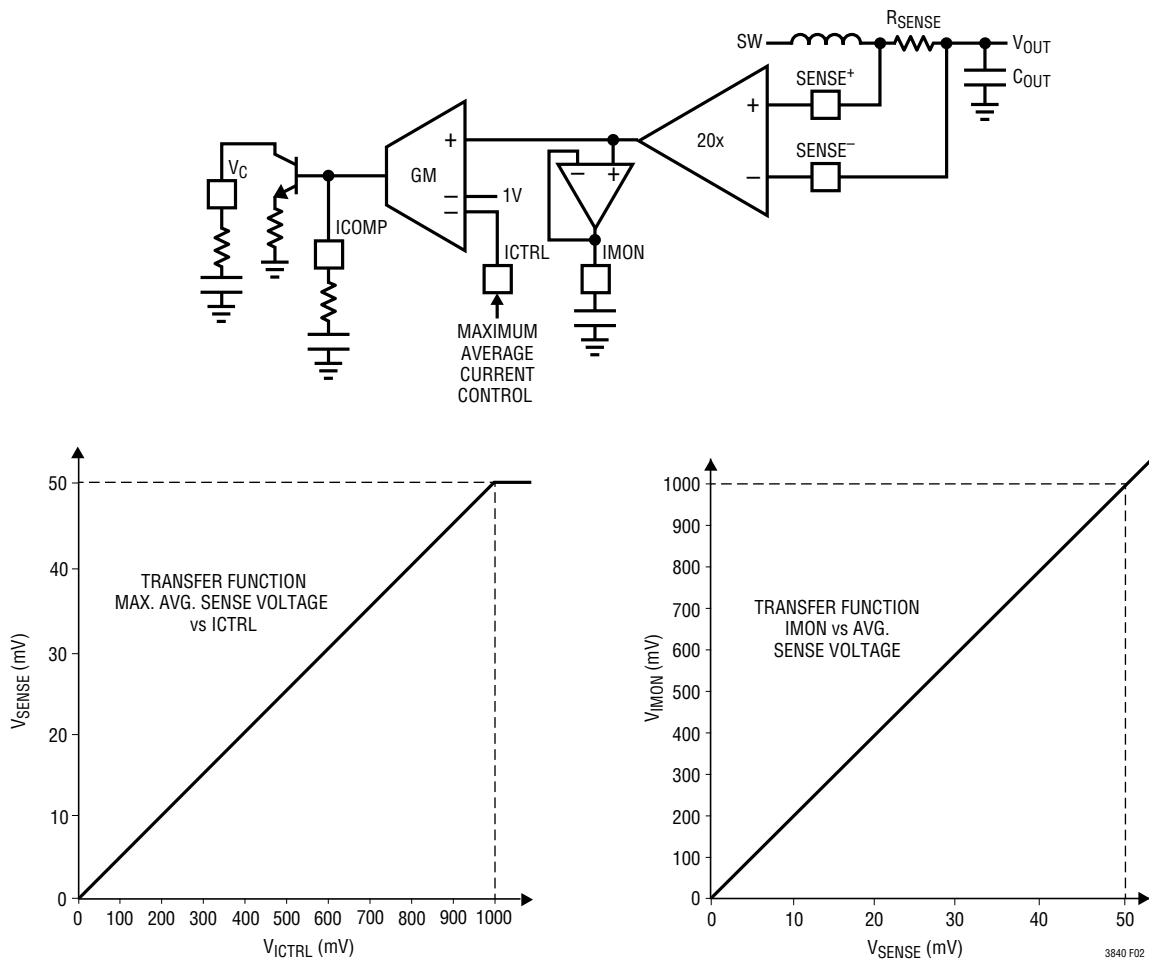 RSENSE
SW
VOUT
COUT
SENSE+
SENSE−
+
20x
−
+
GM
−
−
1V
−
+
VC
ICOMP
ICTRL
IMON
MAXIMUM
AVERAGE
CURRENT
CONTROL
50
40
30
20
10
0
VSENSE (mV)
TRANSFER FUNCTION
MAX. AVG. SENSE VOLTAGE
vs ICTRL
0 100 200 300 400 500 600 700 800 900 1000
VICTRL (mV)
1000
900
800
700
600
500
400
300
200
100
0
VIMON (mV)
TRANSFER FUNCTION
IMON vs AVG.
SENSE VOLTAGE
0 10 20 30 40 50
VSENSE (mV)
3840 F02